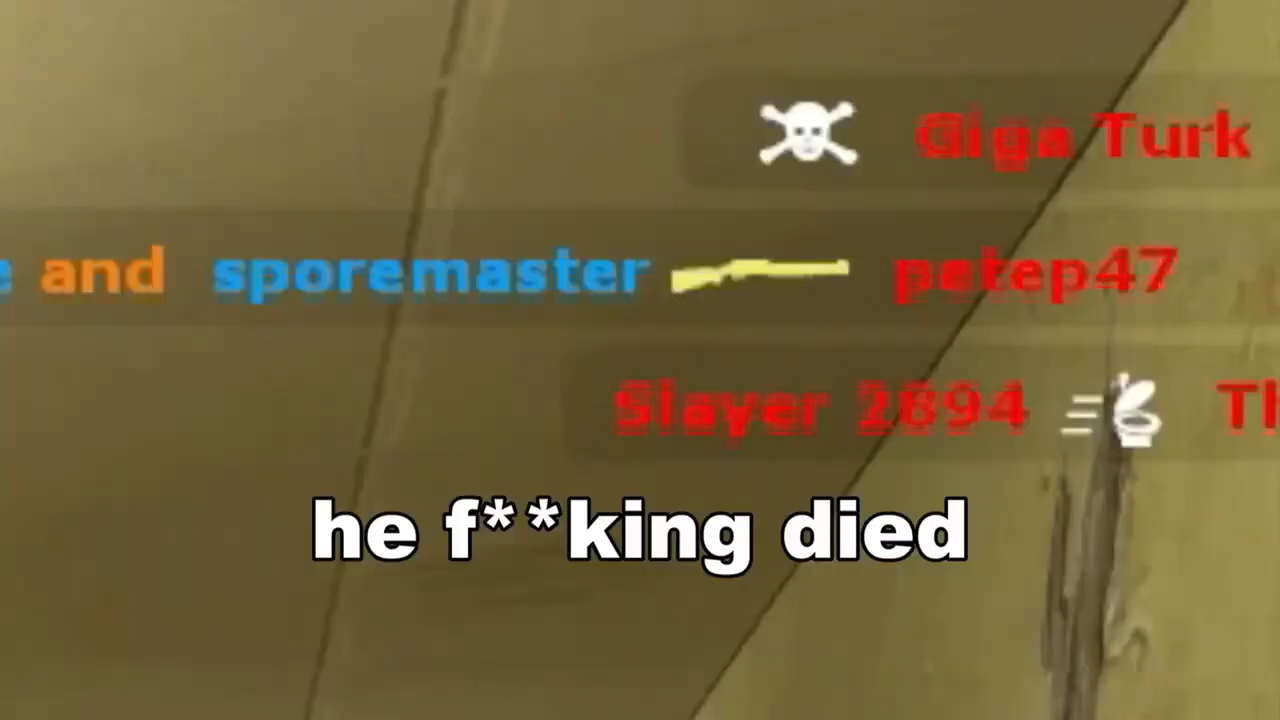 Giga Turk
and sporemaster petep47
Slayer 2894
he f**king died